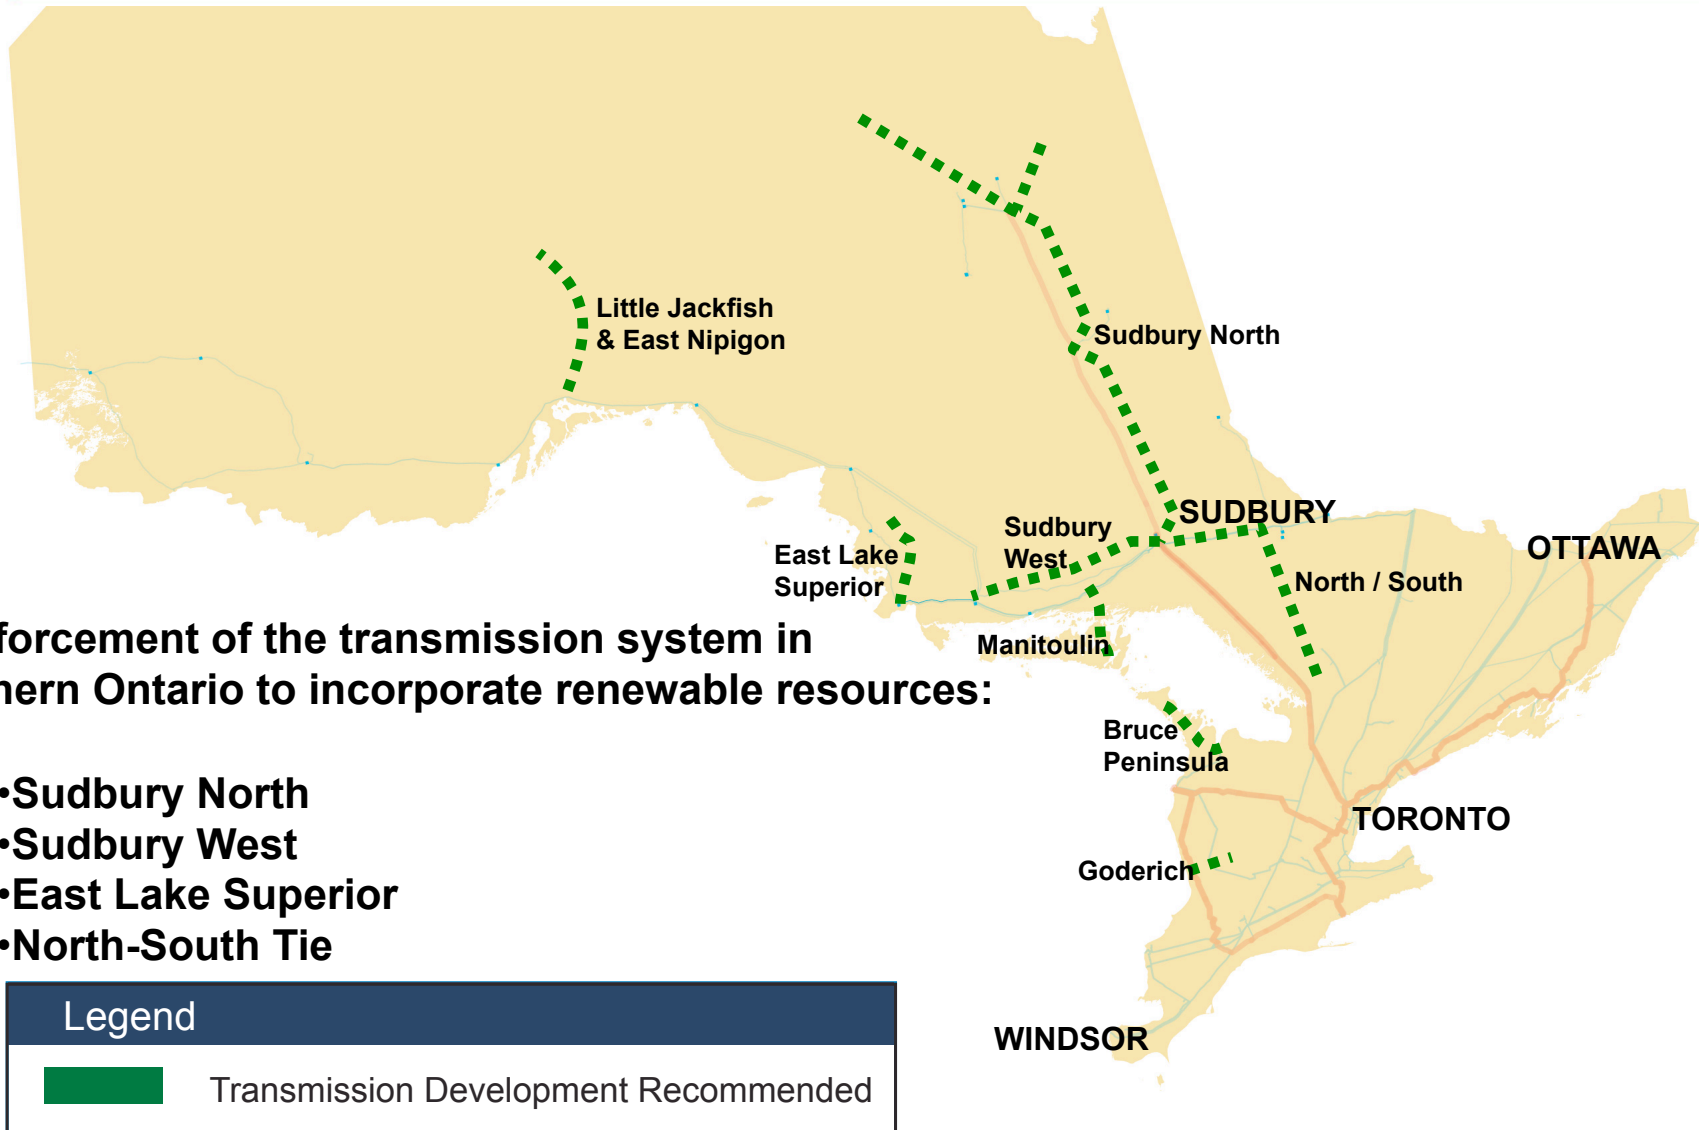 Little Jackfish
& East Nipigon
Sudbury North
SUDBURY
Sudbury
West
OTTAWA
East Lake
Superior
North / South
forcement of the transmission system in
Manitoulin
hern Ontario to incorporate renewable resources:
Bruce
Peninsula
•Sudbury North
TORONTO
•Sudbury West
Goderich
•East Lake Superior
•North-South Tie
Legend
WINDSOR
Transmission Development Recommended